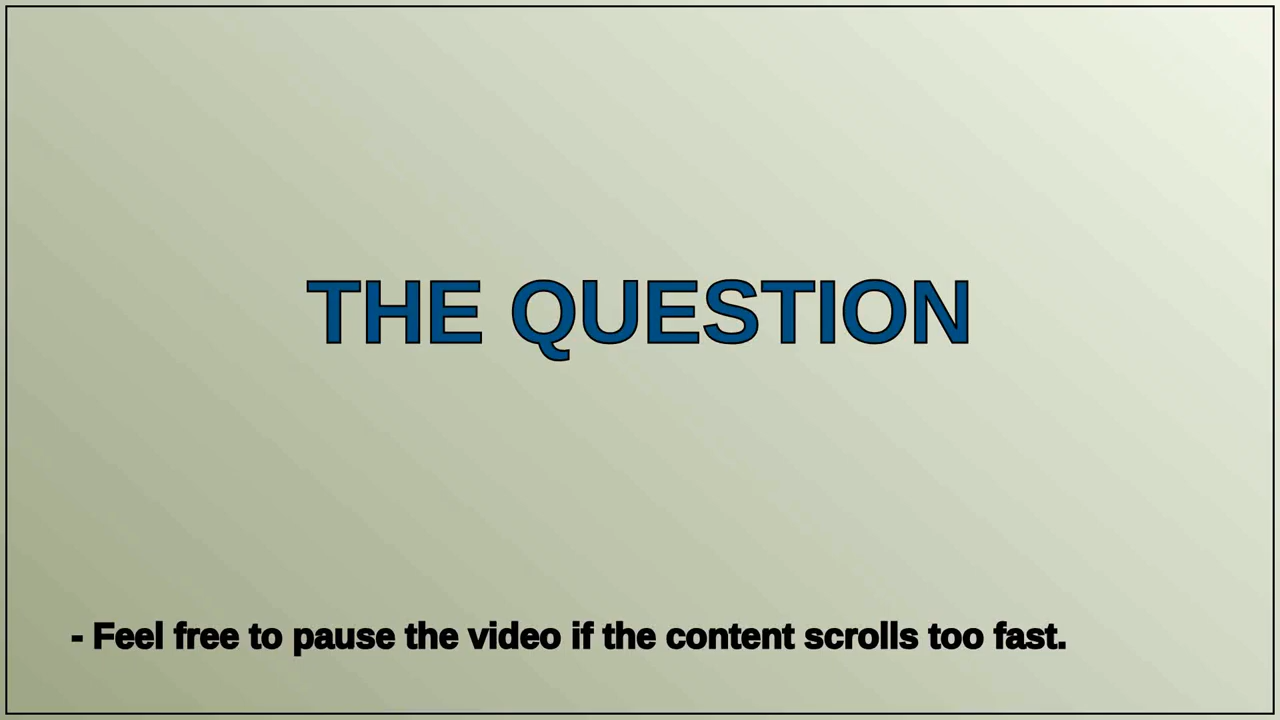 THE QUESTION
- Feel free to pause the video if the content scrolls too fast.